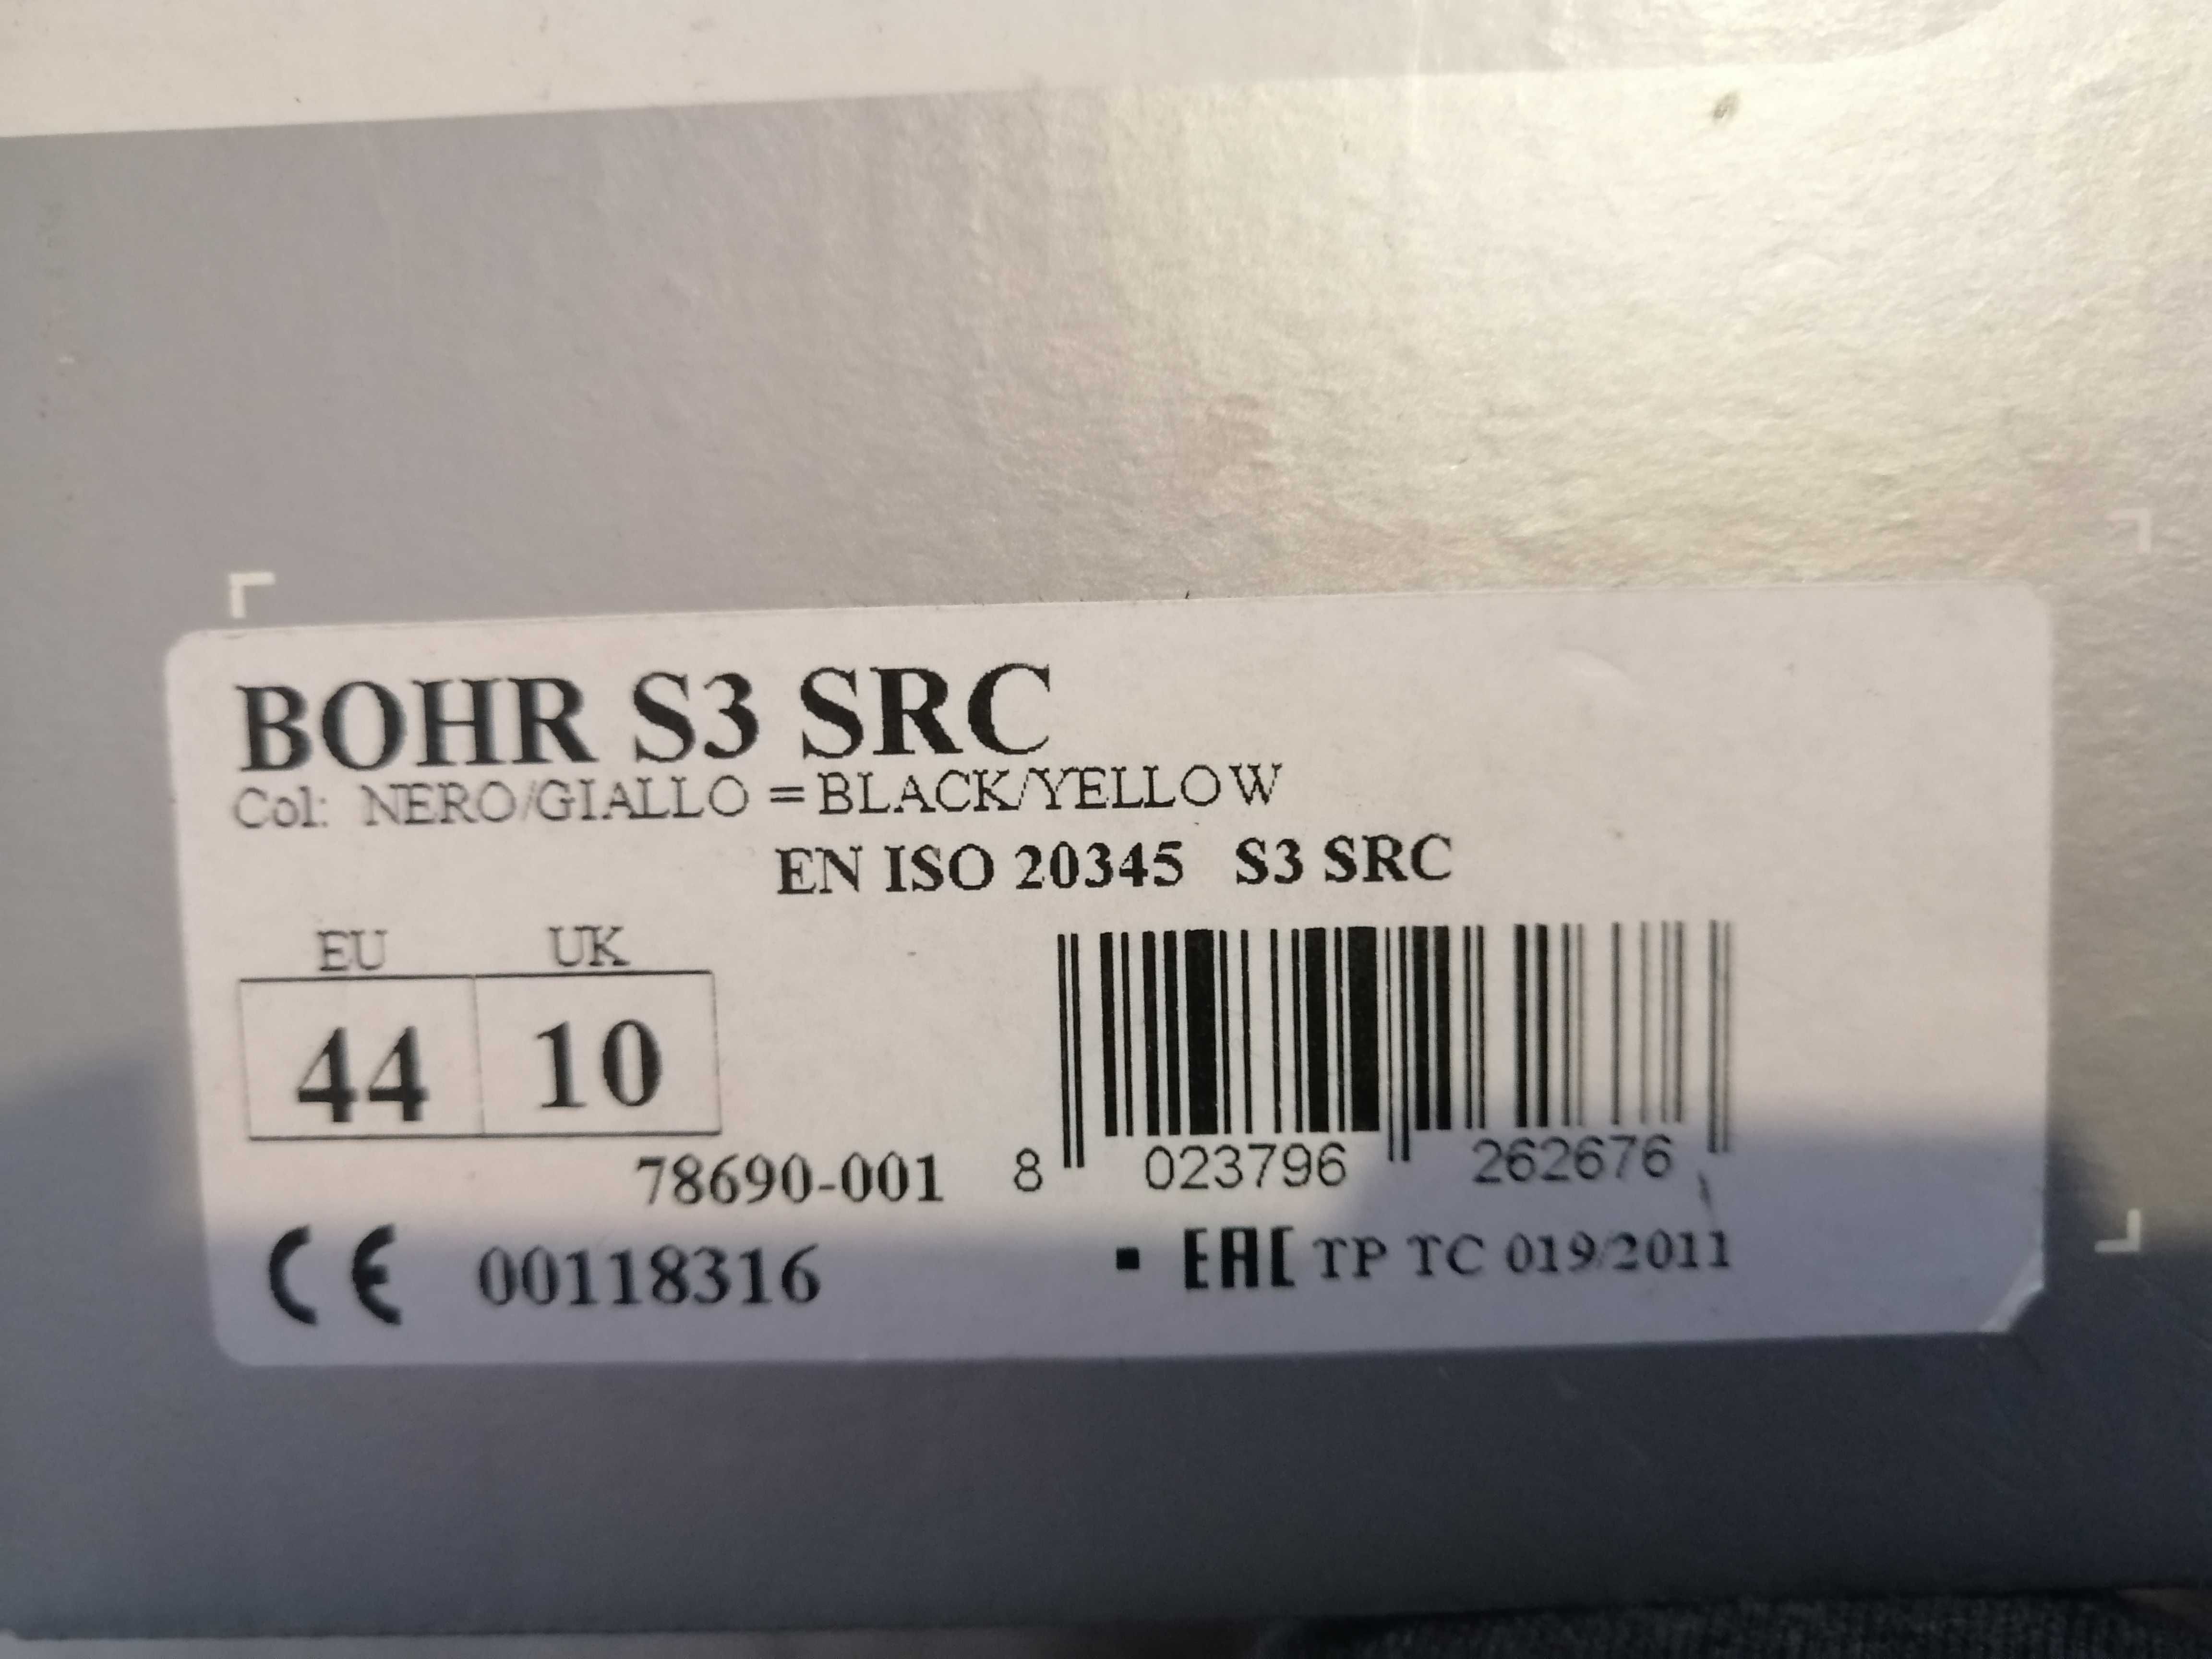 BOHR S3 SRC
Col: NERO/GIALLO = BLACK/YELLOW
EN ISO 20345 S3 SRC
EU UK
44 10
78690-001
8 023796 262676
CE 00118316
EAC TP TC 019/2011